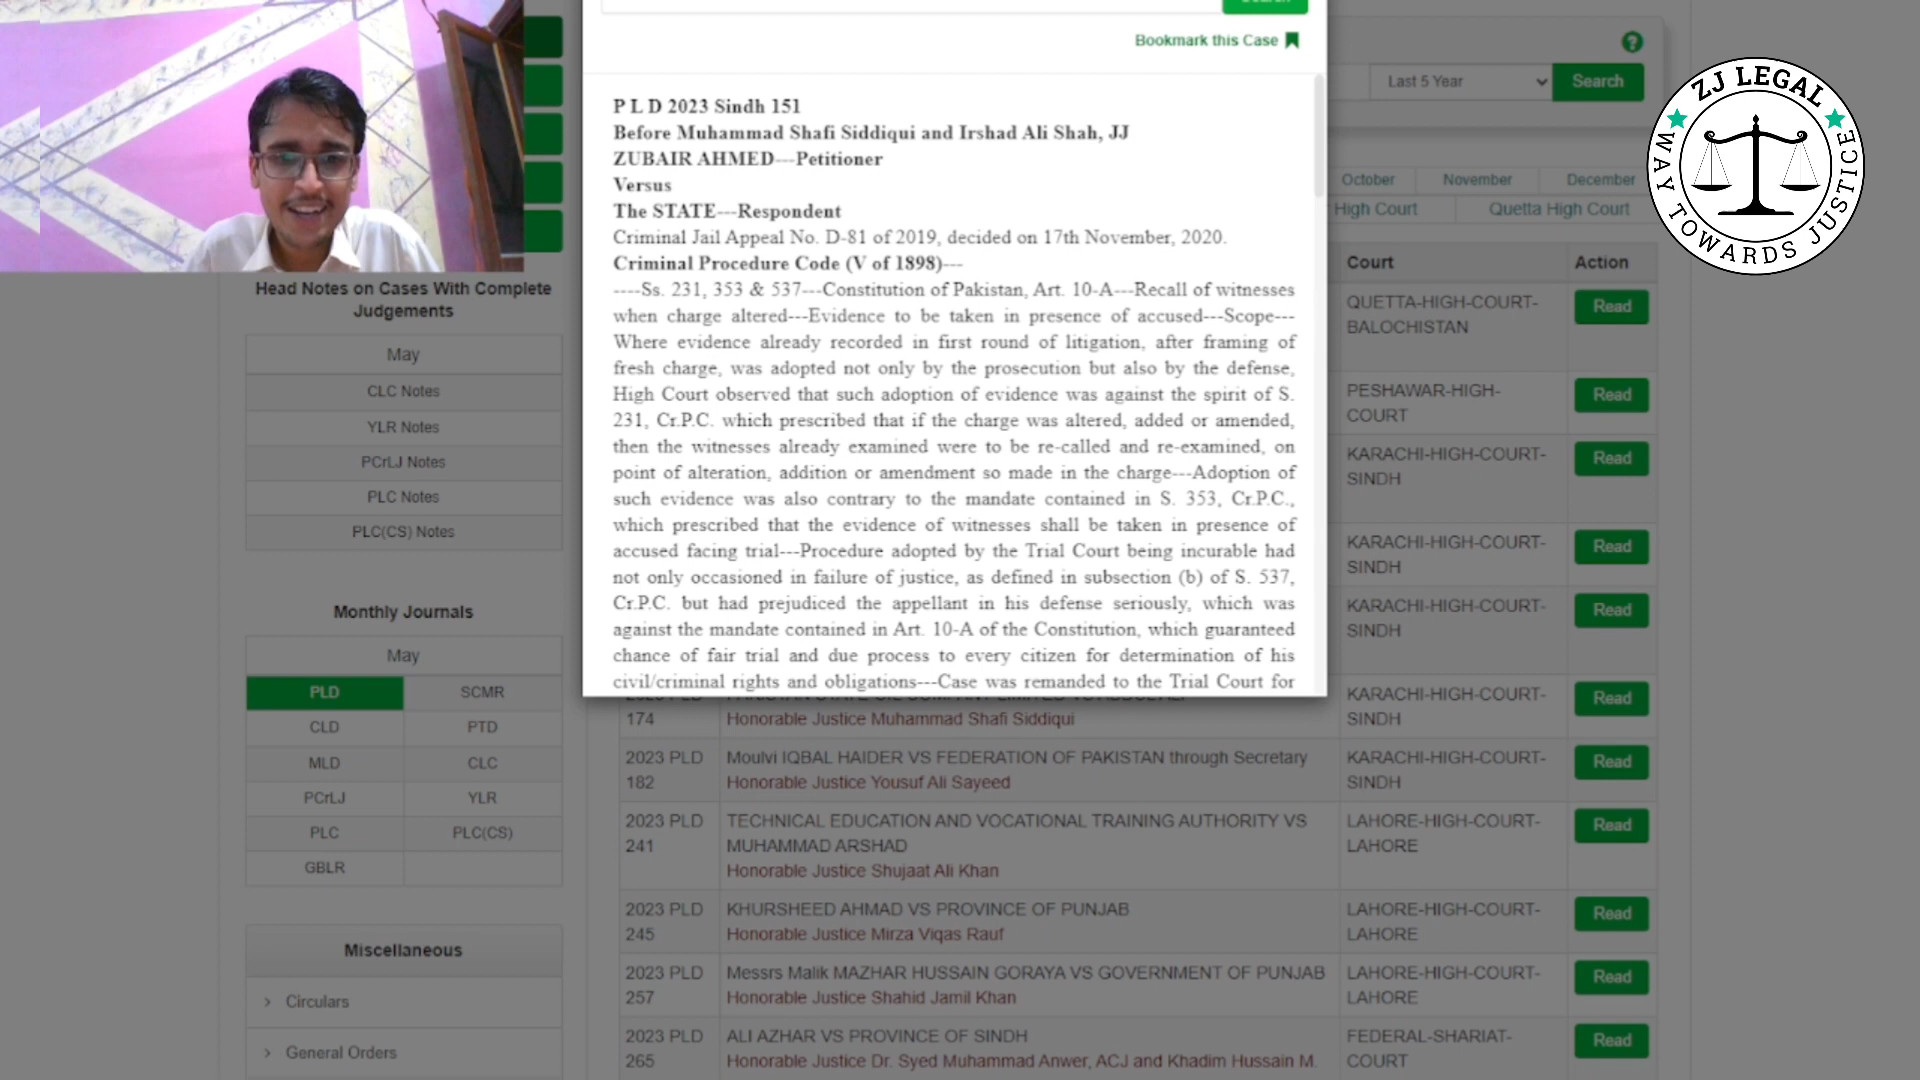 Search
Bookmark this Case
P L D 2023 Sindh 151
Before Muhammad Shafi Siddiqui and Irshad Ali Shah, JJ
ZUBAIR AHMED---Petitioner
Versus
The STATE---Respondent
Criminal Jail Appeal No. D-81 of 2019, decided on 17th November, 2020.
Criminal Procedure Code (V of 1898)---
----Ss. 231, 353 & 537---Constitution of Pakistan, Art. 10-A---Recall of witnesses
when charge altered---Evidence to be taken in presence of accused---Scope---
Where evidence already recorded in first round of litigation, after framing of
fresh charge, was adopted not only by the prosecution but also by the defense,
High Court observed that such adoption of evidence was against the spirit of S.
231, Cr.P.C. which prescribed that if the charge was altered, added or amended,
then the witnesses already examined were to be re-called and re-examined, on
point of alteration, addition or amendment so made in the charge---Adoption of
such evidence was also contrary to the mandate contained in S. 353, Cr.P.C.,
which prescribed that the evidence of witnesses shall be taken in presence of
accused facing trial---Procedure adopted by the Trial Court being incurable had
not only occasioned in failure of justice, as defined in subsection (b) of S. 537,
Cr.P.C. but had prejudiced the appellant in his defense seriously, which was
against the mandate contained in Art. 10-A of the Constitution, which guaranteed
chance of fair trial and due process to every citizen for determination of his
civil/criminal rights and obligations---Case was remanded to the Trial Court for
Last 5 Year
Search
ZJ LEGAL
WAY TOWARDS JUSTICE
October November December
High Court Quetta High Court
Head Notes on Cases With Complete
Judgements
May
CLC Notes
YLR Notes
PCrLJ Notes
PLC Notes
PLC(CS) Notes
Monthly Journals
May
PLD SCMR
CLD PTD
MLD CLC
PCrLJ YLR
PLC PLC(CS)
GBLR
Miscellaneous
Circulars
General Orders
Court Action
QUETTA-HIGH-COURT- Read
BALOCHISTAN
PESHAWAR-HIGH- Read
COURT
KARACHI-HIGH-COURT- Read
SINDH
KARACHI-HIGH-COURT- Read
SINDH
KARACHI-HIGH-COURT- Read
SINDH
KARACHI-HIGH-COURT- Read
174 Honorable Justice Muhammad Shafi Siddiqui SINDH
2023 PLD Moulvi IQBAL HAIDER VS FEDERATION OF PAKISTAN through Secretary KARACHI-HIGH-COURT- Read
182 Honorable Justice Yousuf Ali Sayeed SINDH
2023 PLD TECHNICAL EDUCATION AND VOCATIONAL TRAINING AUTHORITY VS LAHORE-HIGH-COURT- Read
241 MUHAMMAD ARSHAD LAHORE
Honorable Justice Shujaat Ali Khan
2023 PLD KHURSHEED AHMAD VS PROVINCE OF PUNJAB LAHORE-HIGH-COURT- Read
245 Honorable Justice Mirza Viqas Rauf LAHORE
2023 PLD Messrs Malik MAZHAR HUSSAIN GORAYA VS GOVERNMENT OF PUNJAB LAHORE-HIGH-COURT- Read
257 Honorable Justice Shahid Jamil Khan LAHORE
2023 PLD ALI AZHAR VS PROVINCE OF SINDH FEDERAL-SHARIAT- Read
265 Honorable Justice Dr. Syed Muhammad Anwer, ACJ and Khadim Hussain M. COURT